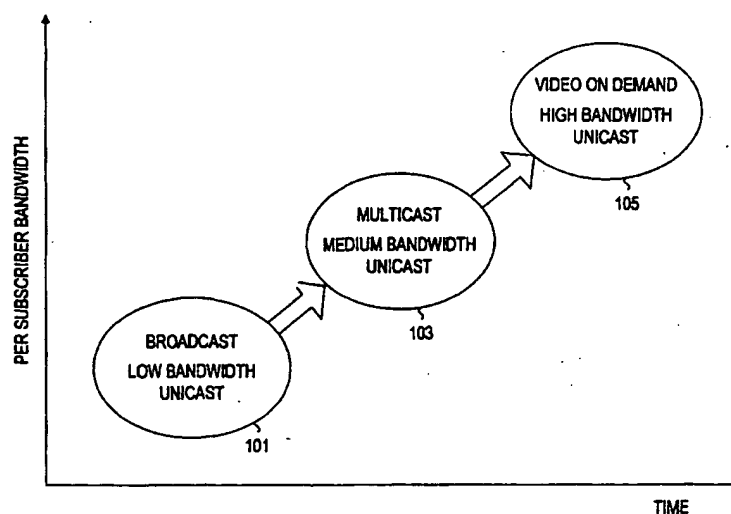 PER SUBSCRIBER BANDWIDTH
VIDEO ON DEMAND
HIGH BANDWIDTH
UNICAST
105
MULTICAST
MEDIUM BANDWIDTH
UNICAST
103
BROADCAST
LOW BANDWIDTH
UNICAST
101
TIME